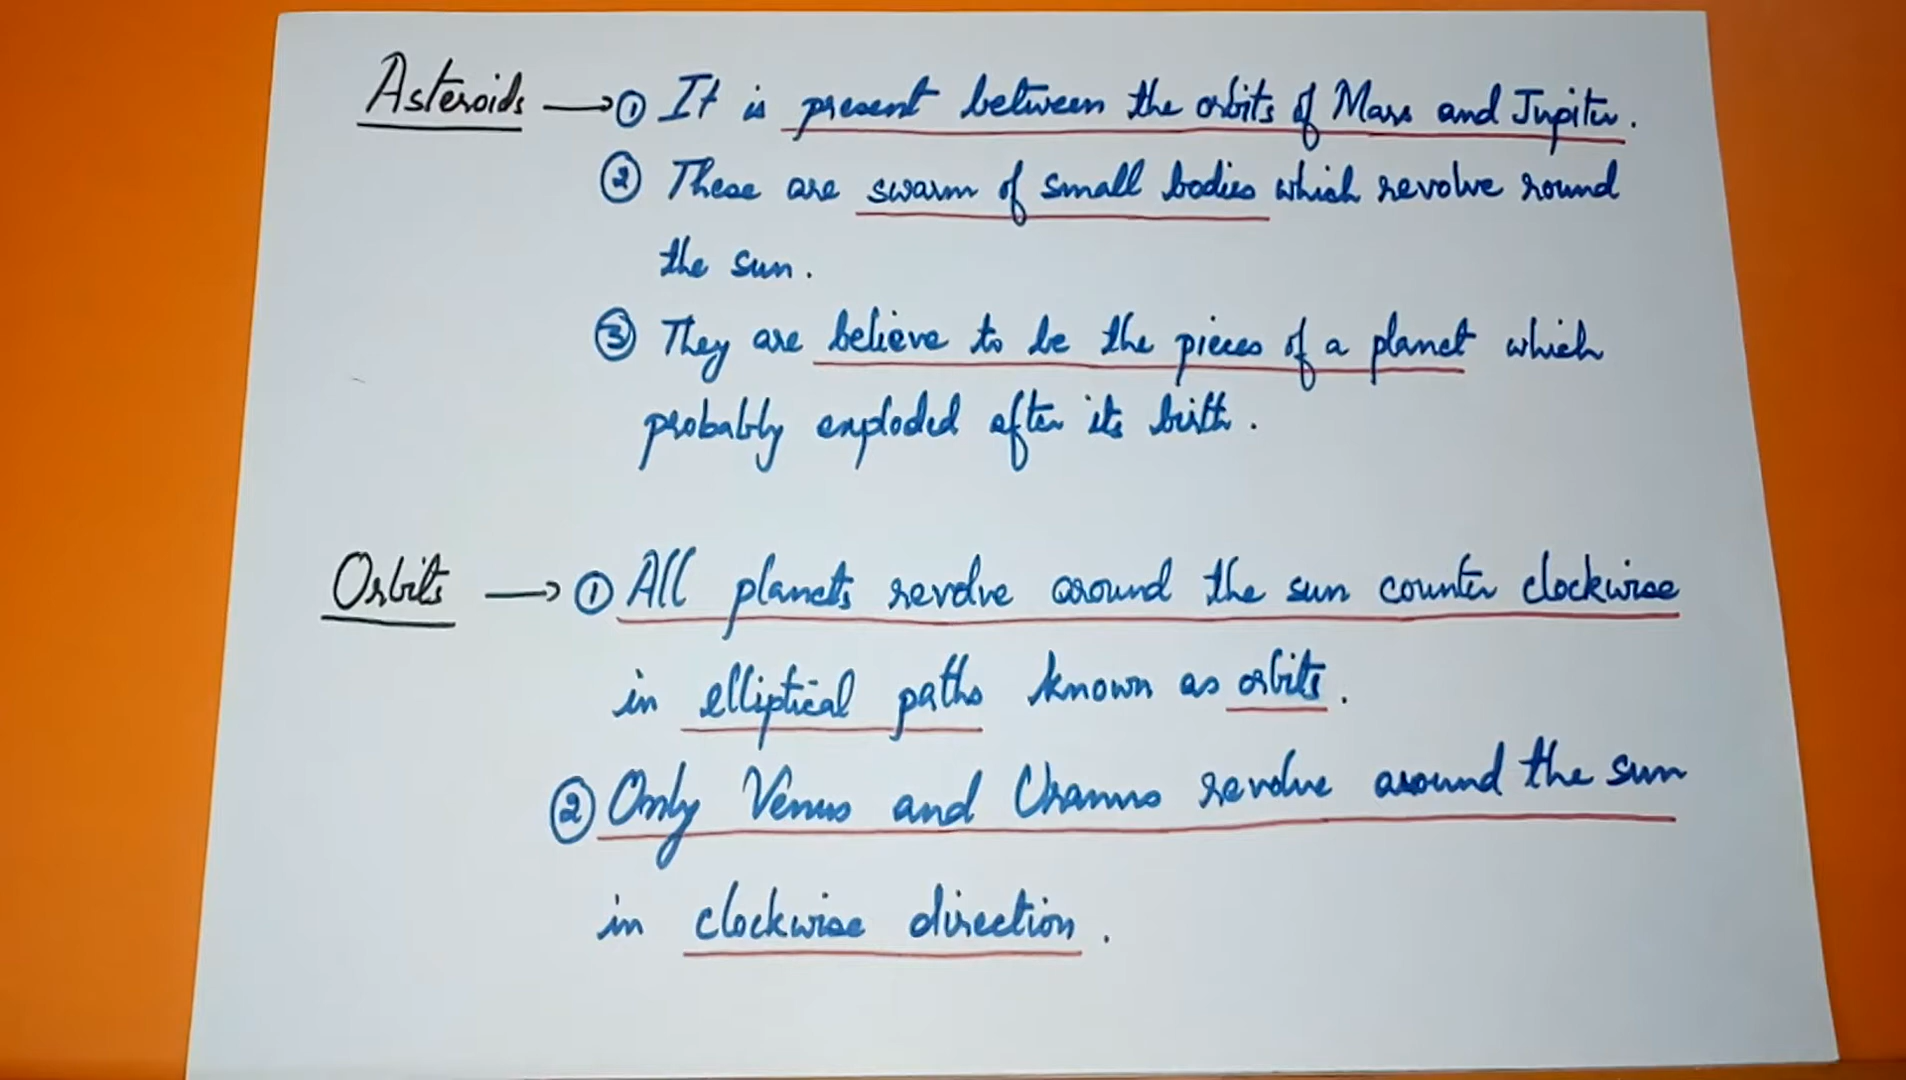 Asteroids → ① It is present between the orbits of Mars and Jupiter.
② These are swarm of small bodies which revolve round
the sun.
③ They are believe to be the pieces of a planet which
probably exploded after its birth.
Orbits → ① All planets revolve around the sun counter clockwise
in elliptical paths known as orbits.
② Only Venus and Uranus revolve around the sun
in clockwise direction.